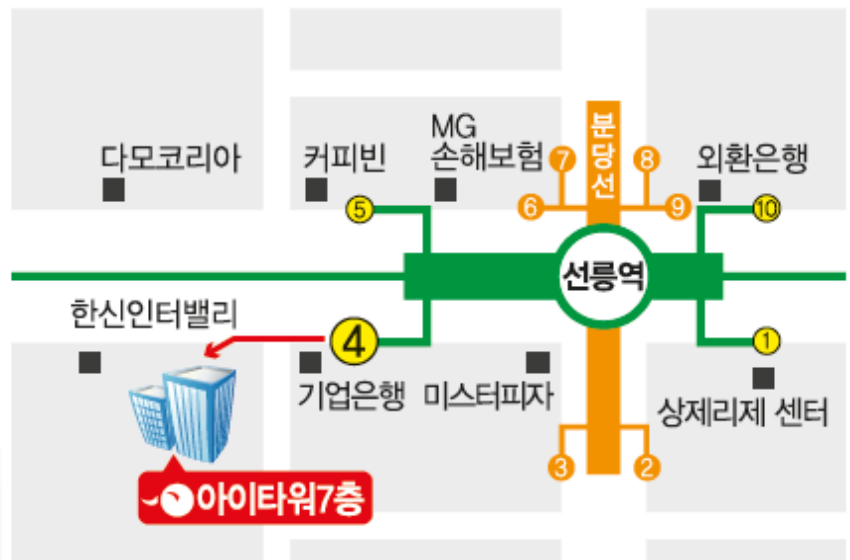 MG
손해보험
다모코리아
커피빈
분당선
외환은행
7
8
5
6
9
10
선릉역
한신인터밸리
4
1
기업은행
미스터피자
상제리제 센터
3
2
아이타워7층